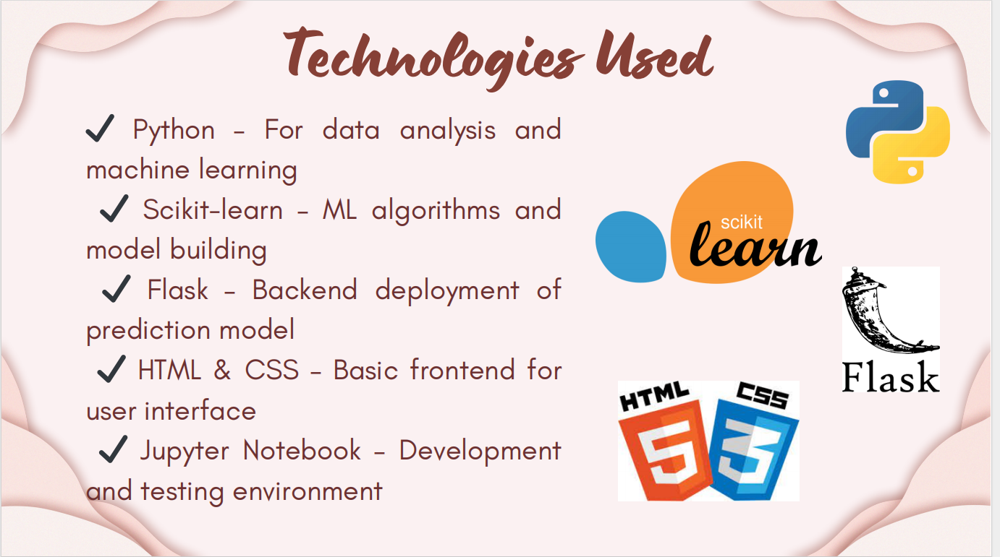 Technologies Used
✔ Python - For data analysis and
machine learning
✔ Scikit-learn - ML algorithms and
model building
✔ Flask - Backend deployment of
prediction model
✔ HTML & CSS - Basic frontend for
user interface
✔ Jupyter Notebook - Development
and testing environment
scikit
learn
Flask
HTML CSS
5 3